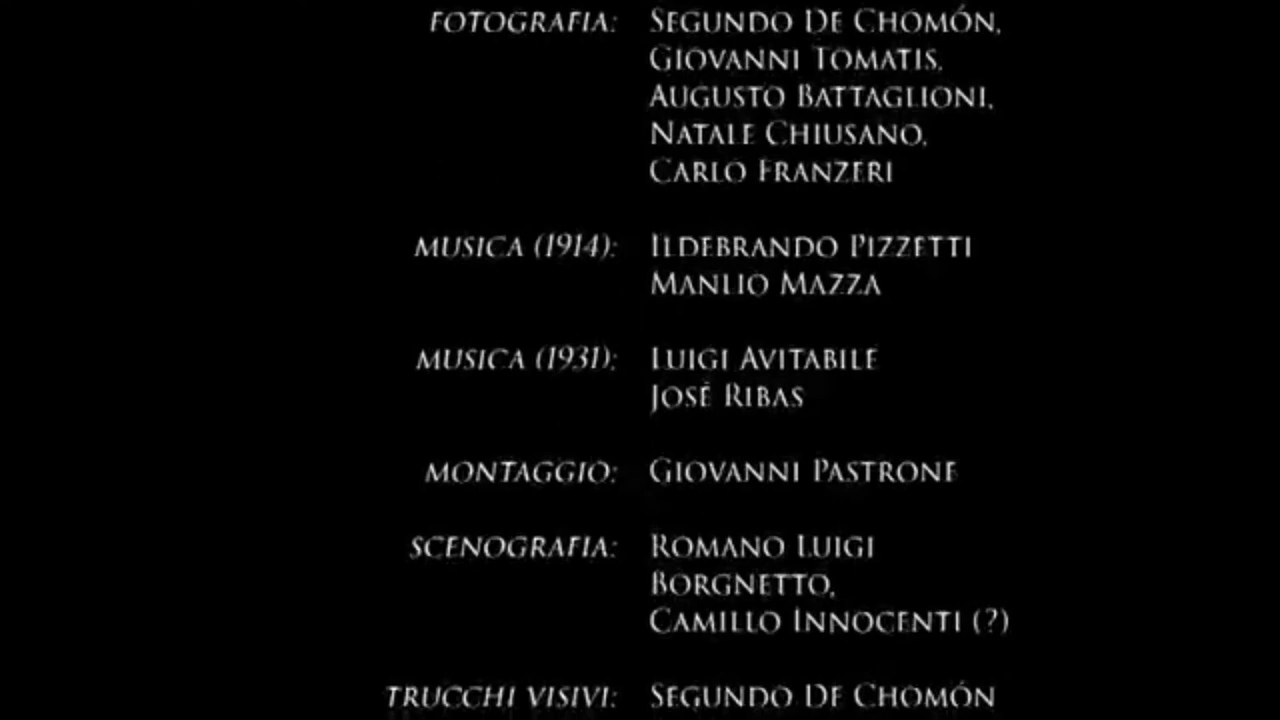 FOTOGRAFIA: SEGUNDO DE CHOMÓN,
GIOVANNI TOMATIS,
AUGUSTO BATTAGLIONI,
NATALE CHIUSANO,
CARLO FRANZERI
MUSICA (1914): ILDEBRANDO PIZZETTI
MANLIO MAZZA
MUSICA (1931): LUIGI AVITABILE
JOSÉ RIBAS
MONTAGGIO: GIOVANNI PASTRONE
SCENOGRAFIA: ROMANO LUIGI
BORGNETTO,
CAMILLO INNOCENTI (?)
TRUCCHI VISIVI: SEGUNDO DE CHOMÓN